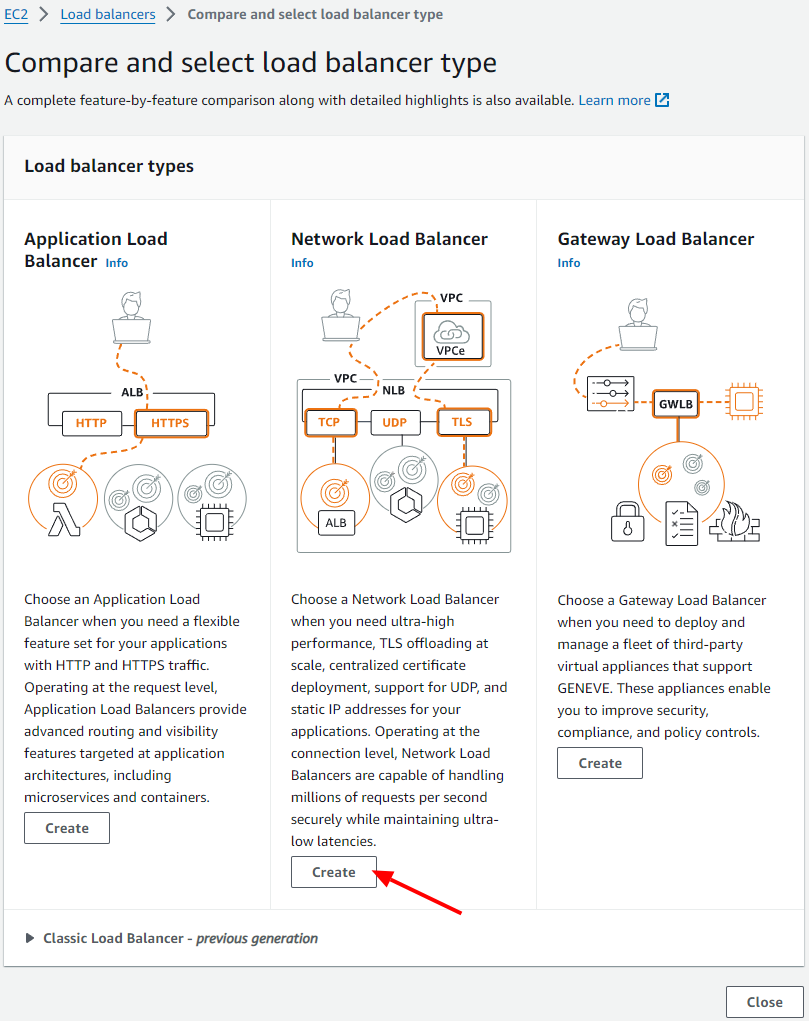 EC2 > Load balancers > Compare and select load balancer type
Compare and select load balancer type
A complete feature-by-feature comparison along with detailed highlights is also available. Learn more
Load balancer types
Application Load
Balancer Info
ALB
HTTP
HTTPS
Choose an Application Load
Balancer when you need a flexible
feature set for your applications
with HTTP and HTTPS traffic.
Operating at the request level,
Application Load Balancers provide
advanced routing and visibility
features targeted at application
architectures, including
microservices and containers.
Create
Network Load Balancer
Info
VPC
VPCe
VPC
NLB
TCP
UDP
TLS
ALB
Choose a Network Load Balancer
when you need ultra-high
performance, TLS offloading at
scale, centralized certificate
deployment, support for UDP, and
static IP addresses for your
applications. Operating at the
connection level, Network Load
Balancers are capable of handling
millions of requests per second
securely while maintaining ultra-
low latencies.
Create
Gateway Load Balancer
Info
GWLB
Choose a Gateway Load Balancer
when you need to deploy and
manage a fleet of third-party
virtual appliances that support
GENEVE. These appliances enable
you to improve security,
compliance, and policy controls.
Create
Classic Load Balancer - previous generation
Close